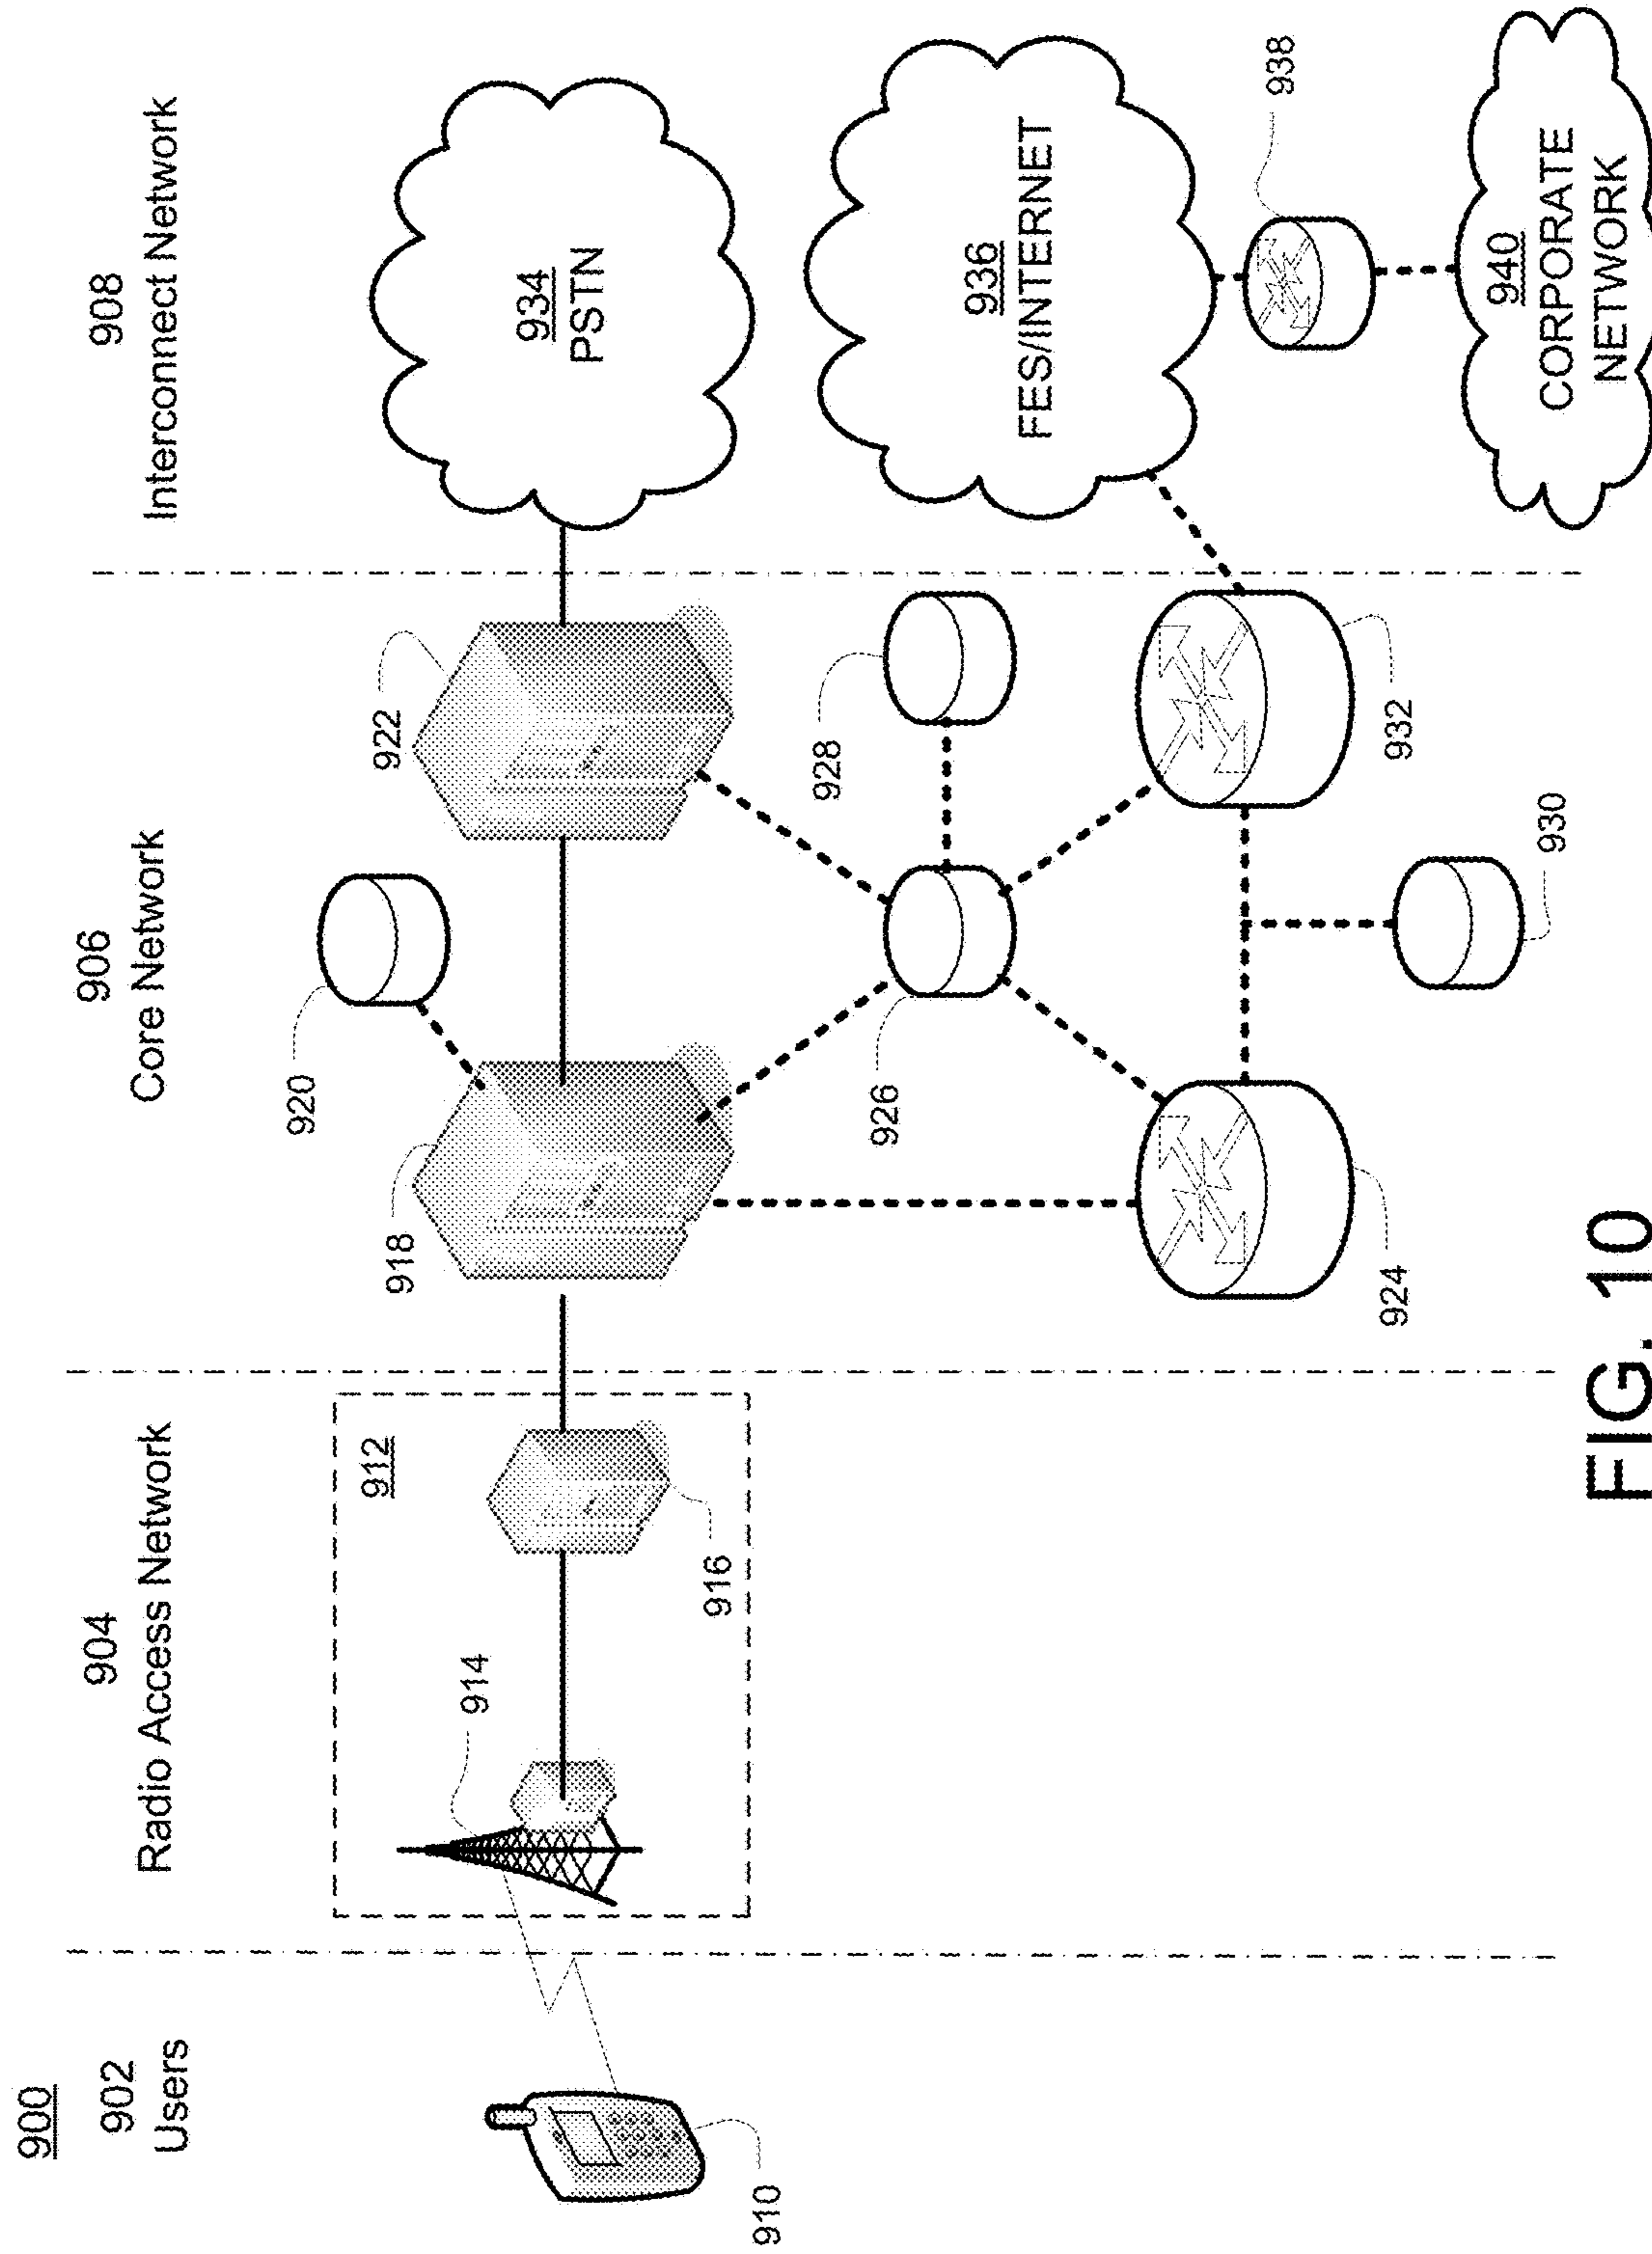 900
902
Users
904
Radio Access Network
906
Core Network
908
Interconnect Network
910
912
914
916
918
920
922
924
926
928
930
932
934
PSTN
936
FES/INTERNET
938
940
CORPORATE
NETWORK
FIG. 10